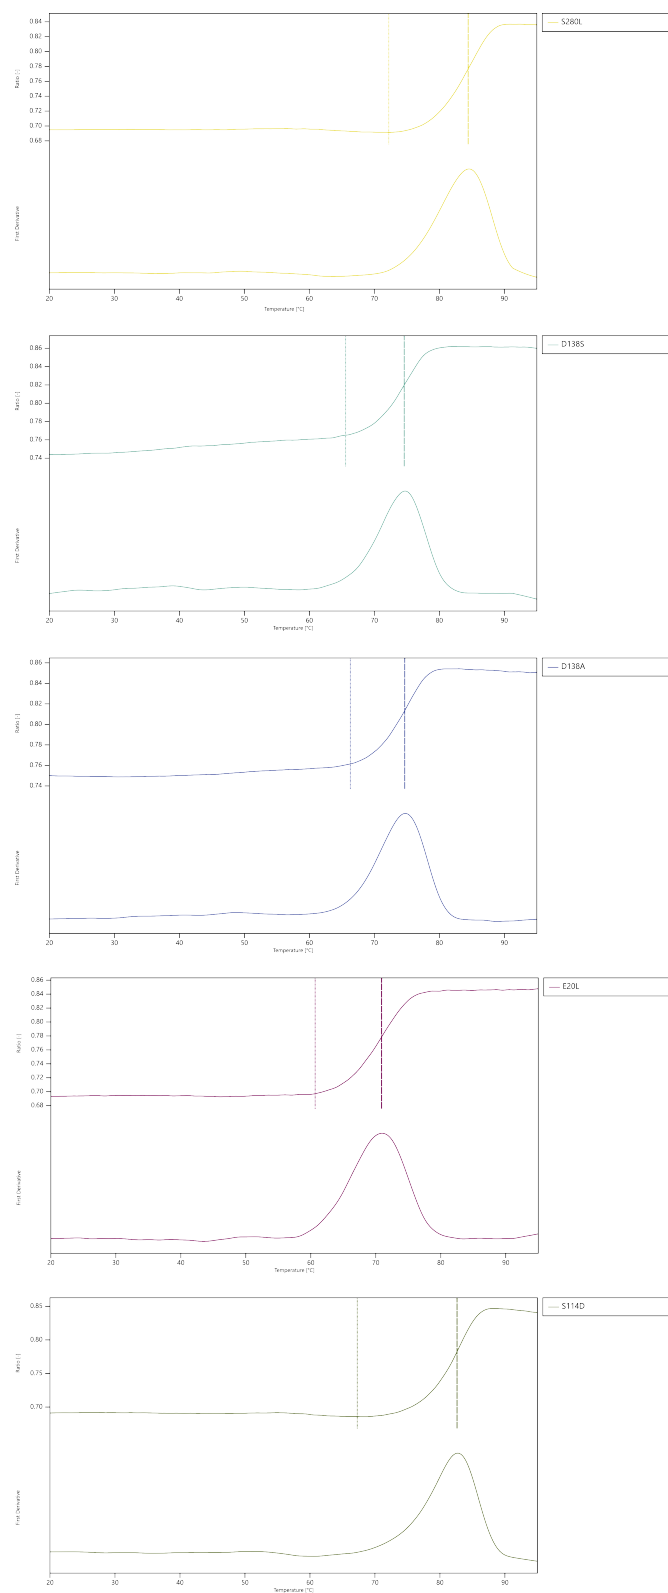 S280L
0.84
0.82
0.80
0.78
0.76
0.74
0.72
0.70
0.68
Ratio [-]
First Derivative
20 30 40 50 60 70 80 90
Temperature [°C]
D138S
0.86
0.84
0.82
0.80
0.78
0.76
0.74
Ratio [-]
First Derivative
20 30 40 50 60 70 80 90
Temperature [°C]
D138A
0.86
0.84
0.82
0.80
0.78
0.76
0.74
Ratio [-]
First Derivative
20 30 40 50 60 70 80 90
Temperature [°C]
E20L
0.86
0.84
0.82
0.80
0.78
0.76
0.74
0.72
0.70
0.68
Ratio [-]
First Derivative
20 30 40 50 60 70 80 90
Temperature [°C]
S114D
0.85
0.80
0.75
0.70
Ratio [-]
First Derivative
20 30 40 50 60 70 80 90
Temperature [°C]